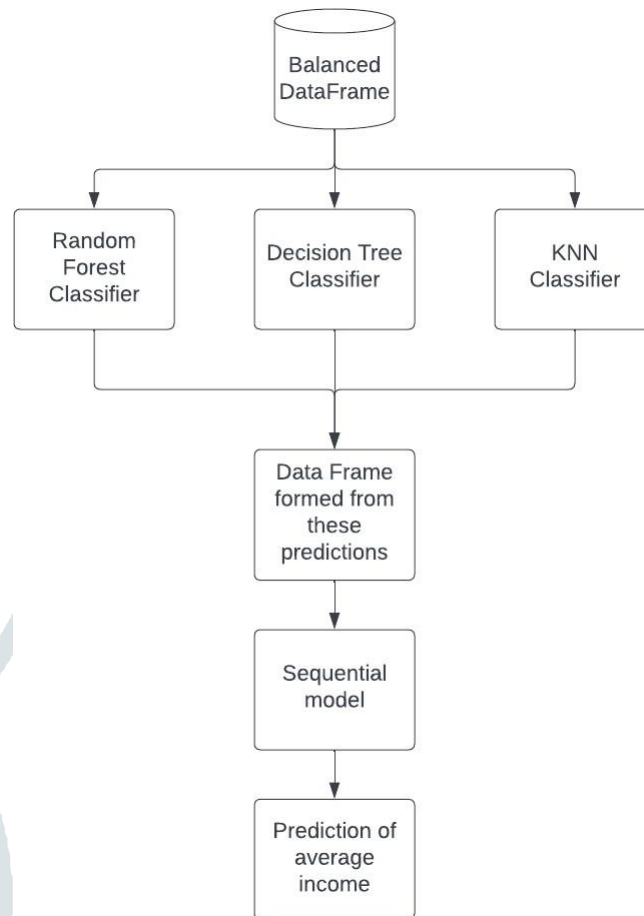 Balanced
DataFrame
Random
Forest
Classifier
Decision Tree
Classifier
KNN
Classifier
Data Frame
formed from
these
predictions
Sequential
model
Prediction of
average
income